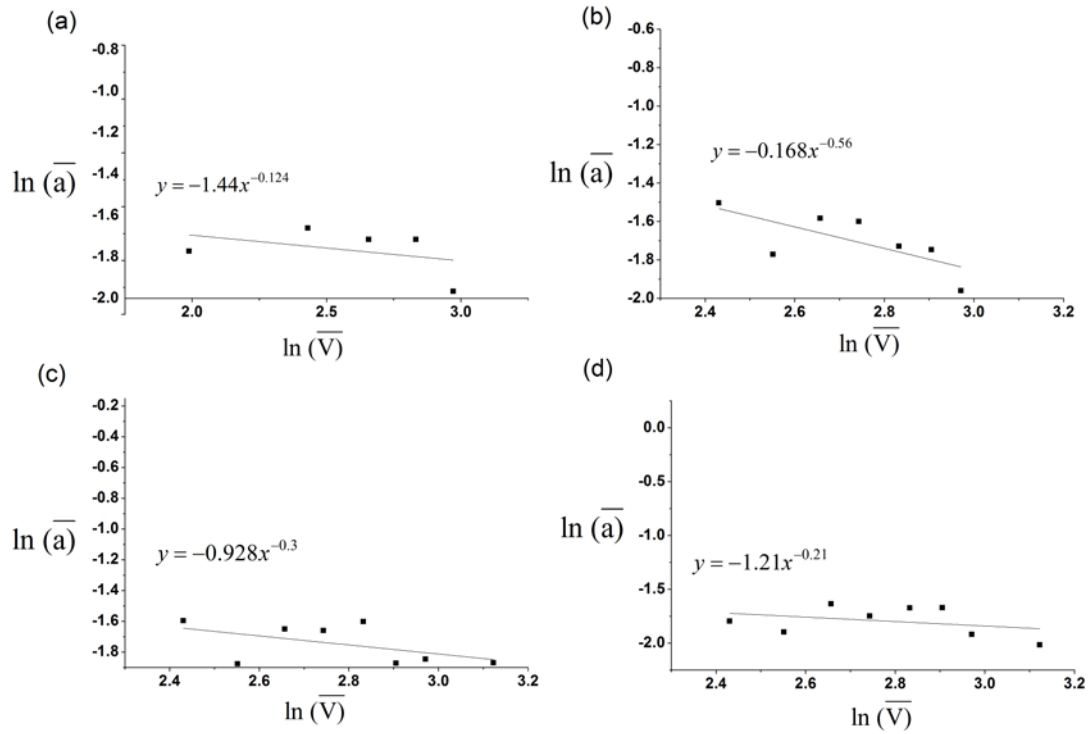 (a)
-0.8
-1.0
-1.2
-1.4
-1.6
-1.8
-2.0
ln (a̅)
y = −1.44x^{−0.124}
2.0 2.5 3.0
ln (V̅)
(b)
-0.6
-0.8
-1.0
-1.2
-1.4
-1.6
-1.8
-2.0
ln (a̅)
y = −0.168x^{−0.56}
2.4 2.6 2.8 3.0 3.2
ln (V̅)
(c)
-0.2
-0.4
-0.6
-0.8
-1.0
-1.2
-1.4
-1.6
-1.8
ln (a̅)
y = −0.928x^{−0.3}
2.4 2.6 2.8 3.0 3.2
ln (V̅)
(d)
0.0
-0.5
-1.0
-1.5
-2.0
ln (a̅)
y = −1.21x^{−0.21}
2.4 2.6 2.8 3.0 3.2
ln (V̅)